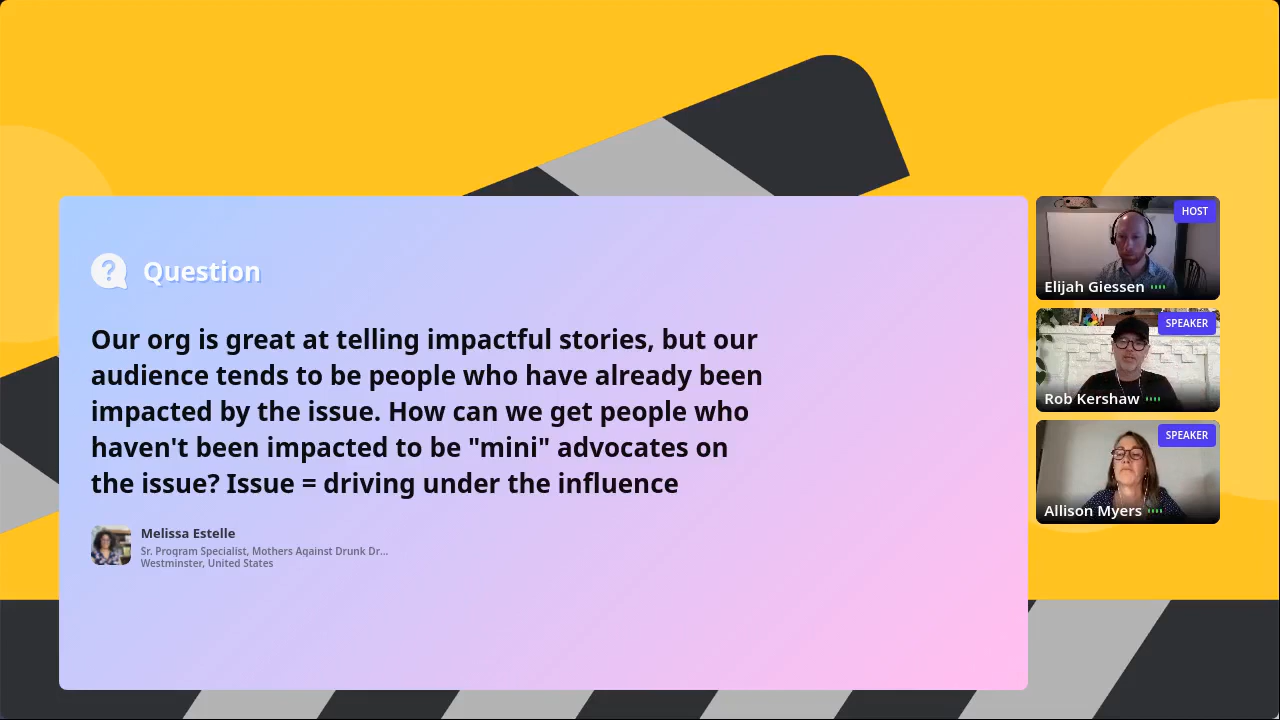 Question
Our org is great at telling impactful stories, but our
audience tends to be people who have already been
impacted by the issue. How can we get people who
haven't been impacted to be "mini" advocates on
the issue? Issue = driving under the influence
Melissa Estelle
Sr. Program Specialist, Mothers Against Drunk Dr...
Westminster, United States
HOST
Elijah Giessen
SPEAKER
Rob Kershaw
SPEAKER
Allison Myers